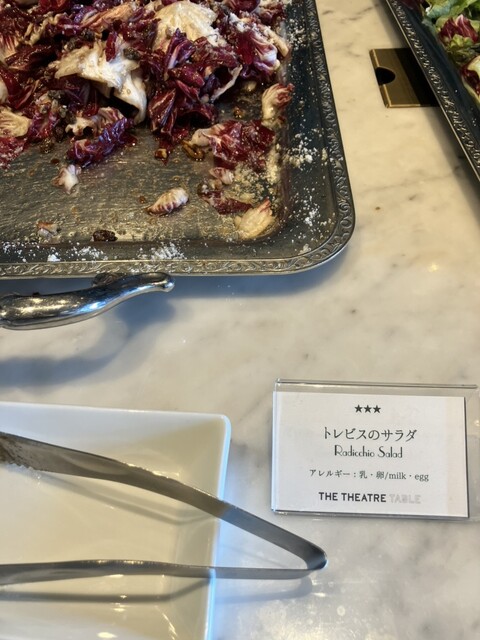 ★★★
トレビスのサラダ
Radicchio Salad
アレルギー：乳・卵/milk・egg
THE THEATRE TABLE